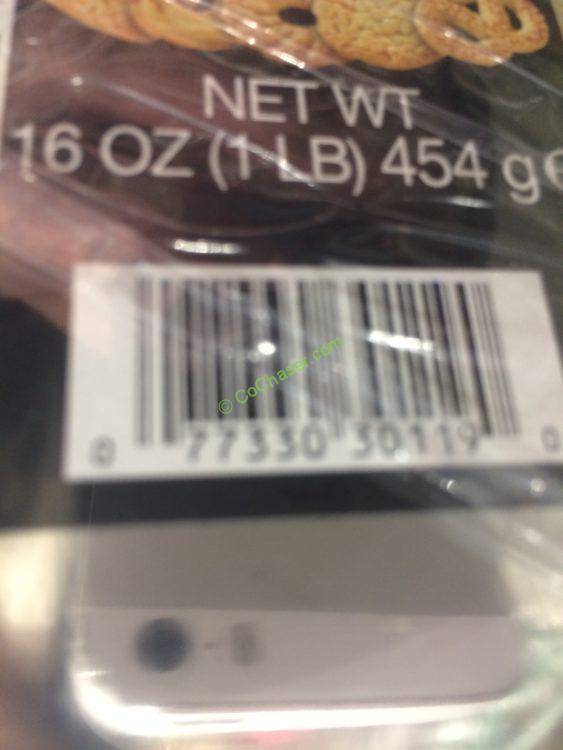 NET WT
16 OZ (1 LB) 454 g e
© CoChaser.com
0 77330 30119 0